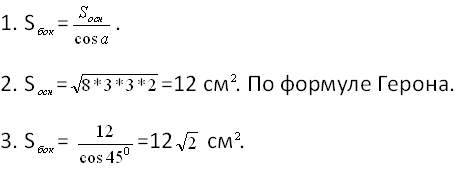 1. S бок = S осн / cos a .
2. S осн = √8*3*3*2 =12 см². По формуле Герона.
3. S бок = 12 / cos 45⁰ =12√2 см².